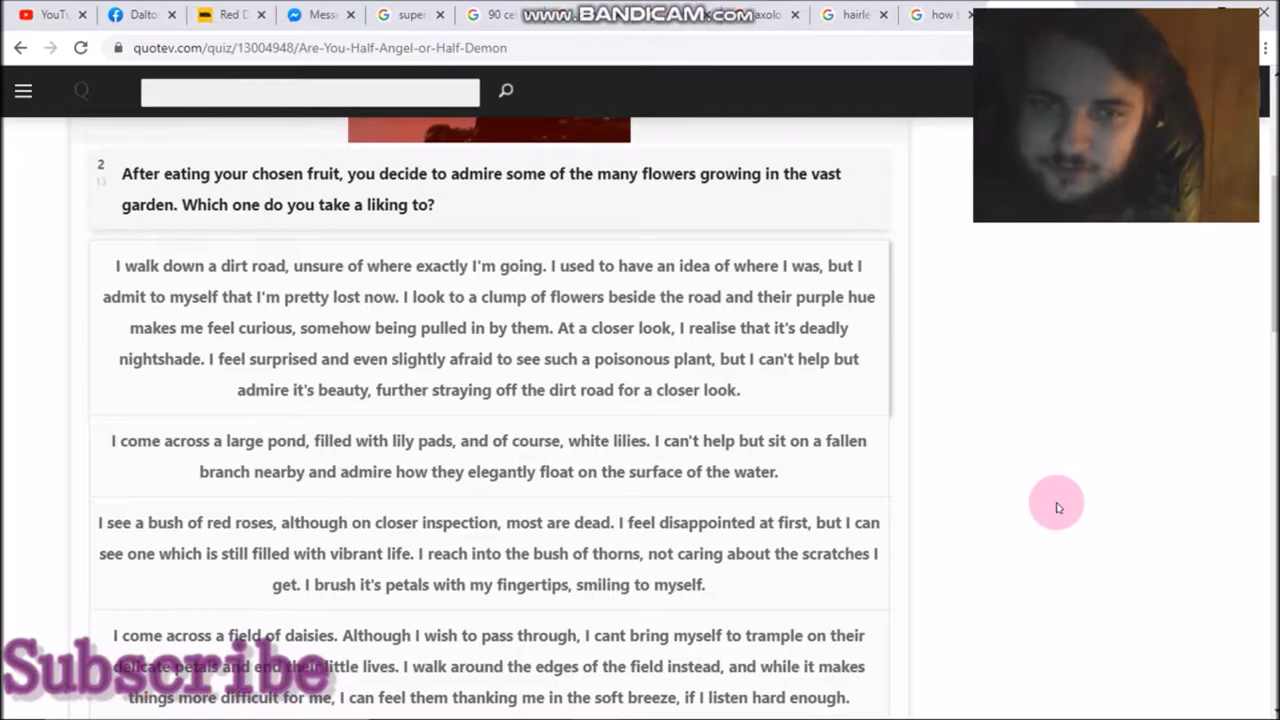 YouTu
Dalto
Red D
Mess
super
90 ce
www.BANDICAM.com
axolo
hairle
how t
quotev.com/quiz/13004948/Are-You-Half-Angel-or-Half-Demon
Q
2
13
After eating your chosen fruit, you decide to admire some of the many flowers growing in the vast
garden. Which one do you take a liking to?
I walk down a dirt road, unsure of where exactly I'm going. I used to have an idea of where I was, but I
admit to myself that I'm pretty lost now. I look to a clump of flowers beside the road and their purple hue
makes me feel curious, somehow being pulled in by them. At a closer look, I realise that it's deadly
nightshade. I feel surprised and even slightly afraid to see such a poisonous plant, but I can't help but
admire it's beauty, further straying off the dirt road for a closer look.
I come across a large pond, filled with lily pads, and of course, white lilies. I can't help but sit on a fallen
branch nearby and admire how they elegantly float on the surface of the water.
I see a bush of red roses, although on closer inspection, most are dead. I feel disappointed at first, but I can
see one which is still filled with vibrant life. I reach into the bush of thorns, not caring about the scratches I
get. I brush it's petals with my fingertips, smiling to myself.
I come across a field of daisies. Although I wish to pass through, I cant bring myself to trample on their
delicate petals and end their little lives. I walk around the edges of the field instead, and while it makes
things more difficult for me, I can feel them thanking me in the soft breeze, if I listen hard enough.
Subscribe